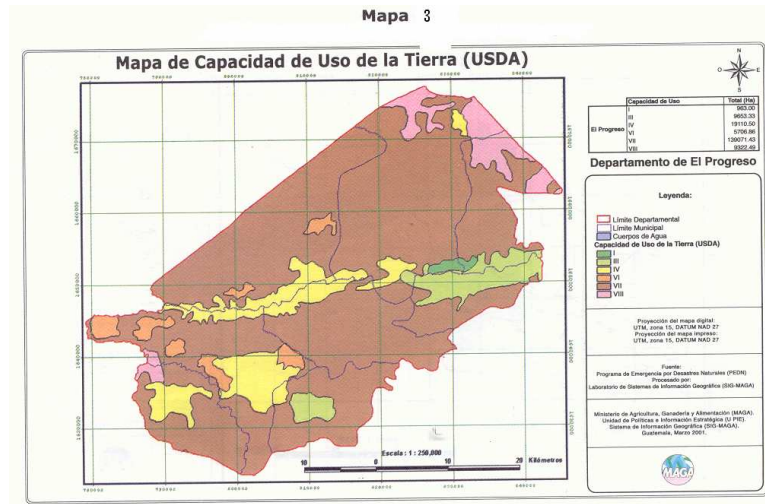 Mapa 3
Mapa de Capacidad de Uso de la Tierra (USDA)
N
O E
S
Capacidad de Uso Total (Ha)
El Progreso
I 963.00
III 9653.33
IV 19110.50
VI 5706.86
VII 139071.43
VIII 9322.49
Departamento de El Progreso
Leyenda:
Límite Departamental
Límite Municipal
Cuerpos de Agua
Capacidad de Uso de la Tierra (USDA)
I
III
IV
VI
VII
VIII
Proyección del mapa digital:
UTM, zona 15, DATUM NAD 27
Proyección del mapa impreso:
UTM, zona 15, DATUM NAD 27
Fuente:
Programa de Emergencia por Desastres Naturales (PEDN)
Procesado por:
Laboratorio de Sistemas de Información Geográfica (SIG-MAGA)
Ministerio de Agricultura, Ganadería y Alimentación (MAGA).
Unidad de Políticas e Información Estratégica (U PIE).
Sistema de Información Geográfica (SIG-MAGA).
Guatemala, Marzo 2001.
MAGA
Escala : 1 : 250,000
10 0 10 20 Kilómetros